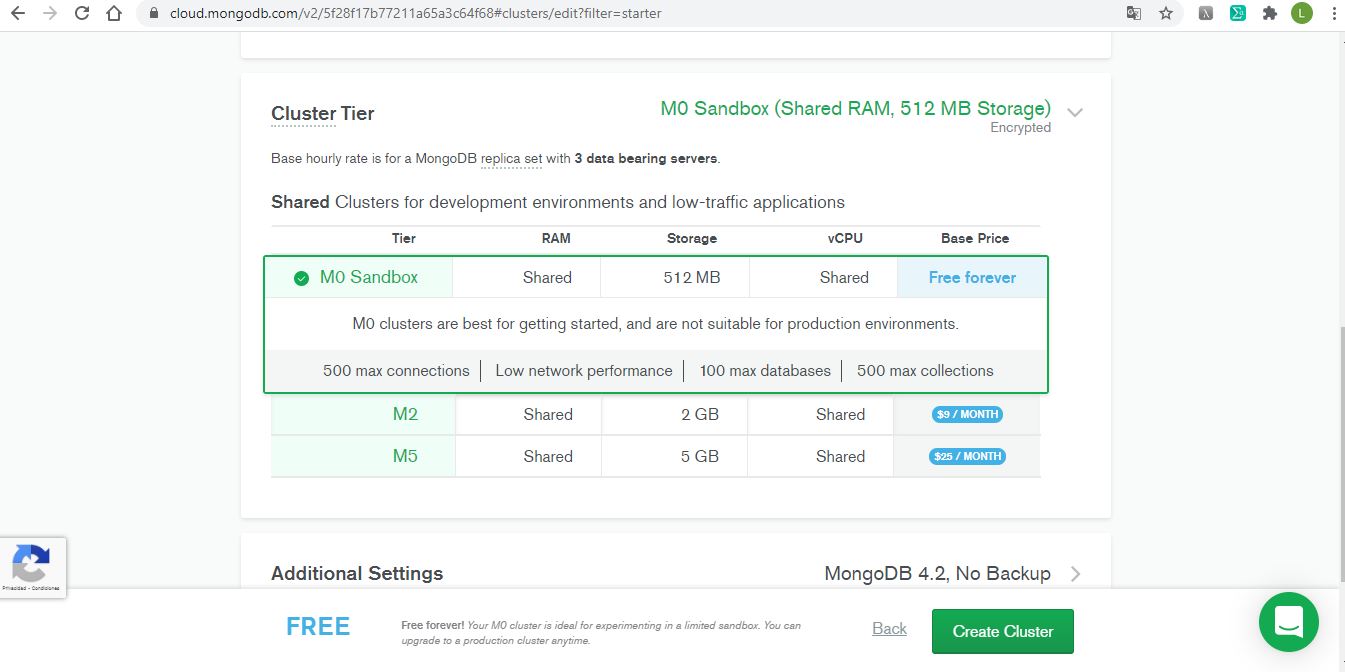 cloud.mongodb.com/v2/5f28f17b77211a65a3c64f68#clusters/edit?filter=starter
L
Cluster Tier
M0 Sandbox (Shared RAM, 512 MB Storage)
Encrypted
Base hourly rate is for a MongoDB replica set with 3 data bearing servers.
Shared Clusters for development environments and low-traffic applications
Tier RAM Storage vCPU Base Price
M0 Sandbox Shared 512 MB Shared Free forever
M0 clusters are best for getting started, and are not suitable for production environments.
500 max connections Low network performance 100 max databases 500 max collections
M2 Shared 2 GB Shared $9 / MONTH
M5 Shared 5 GB Shared $25 / MONTH
Privacidad - Condiciones
Additional Settings MongoDB 4.2, No Backup
FREE
Free forever! Your M0 cluster is ideal for experimenting in a limited sandbox. You can
upgrade to a production cluster anytime.
Back
Create Cluster